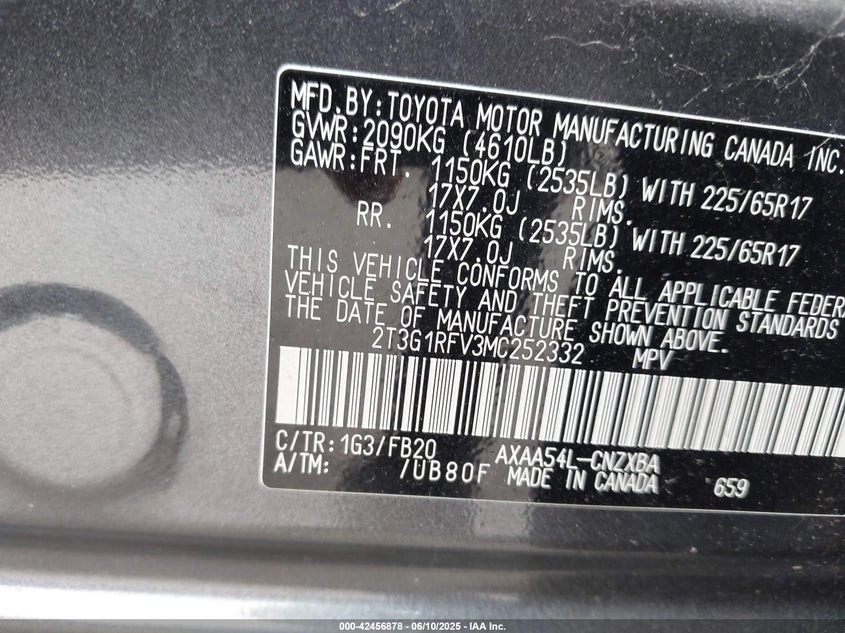 MFD.BY:TOYOTA MOTOR MANUFACTURING CANADA INC.
GVWR:2090KG (4610LB)
GAWR:FRT. 1150KG (2535LB) WITH 225/65R17
17X7.0J RIMS.
RR. 1150KG (2535LB) WITH 225/65R17
17X7.0J RIMS.
THIS VEHICLE CONFORMS TO ALL APPLICABLE FEDERA
VEHICLE SAFETY AND THEFT PREVENTION STANDARDS
THE DATE OF MANUFACTURE SHOWN ABOVE.
2T3G1RFV3MC252332 MPV
C/TR:1G3/FB20 AXAA54L-CNZXBA
A/TM: /UB80F MADE IN CANADA 659
000-42456878 - 06/10/2025 - IAA Inc.